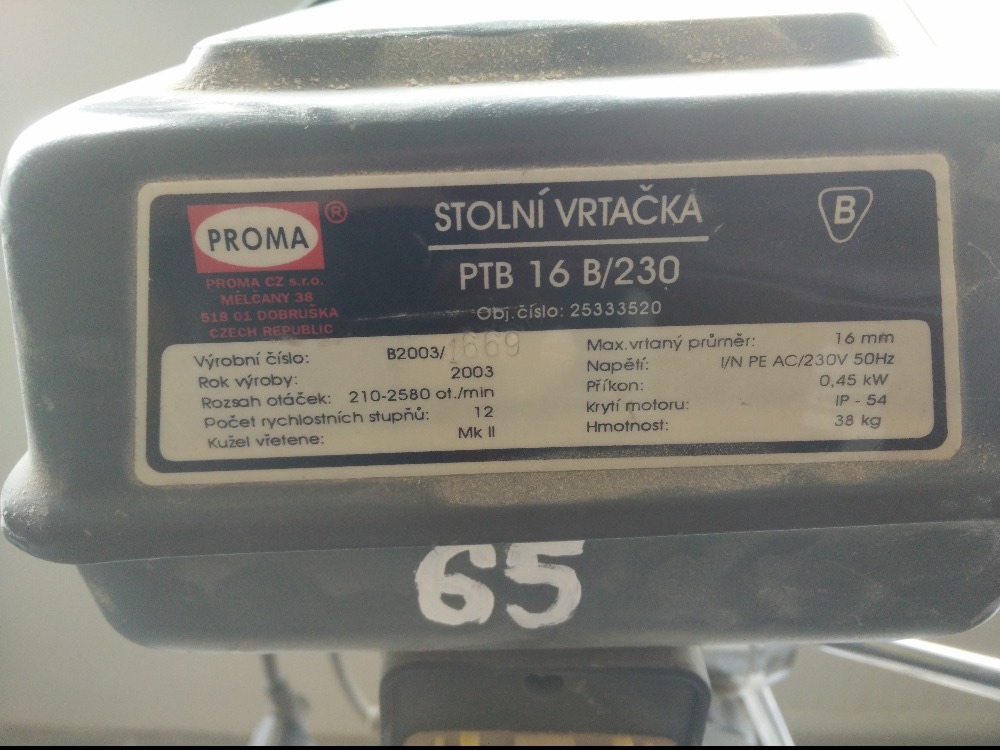 PROMA ®
PROMA CZ s.r.o.
MĚLČANY 38
518 01 DOBRUŠKA
CZECH REPUBLIC
STOLNÍ VRTAČKA
PTB 16 B/230
Obj. číslo: 25333520
B
Výrobní číslo: B2003/1669
Rok výroby: 2003
Rozsah otáček: 210-2580 ot./min
Počet rychlostních stupňů: 12
Kužel vřetene: Mk II
Max.vrtaný průměr: 16 mm
Napětí: I/N PE AC/230V 50Hz
Příkon: 0,45 kW
Krytí motoru: IP - 54
Hmotnost: 38 kg
65